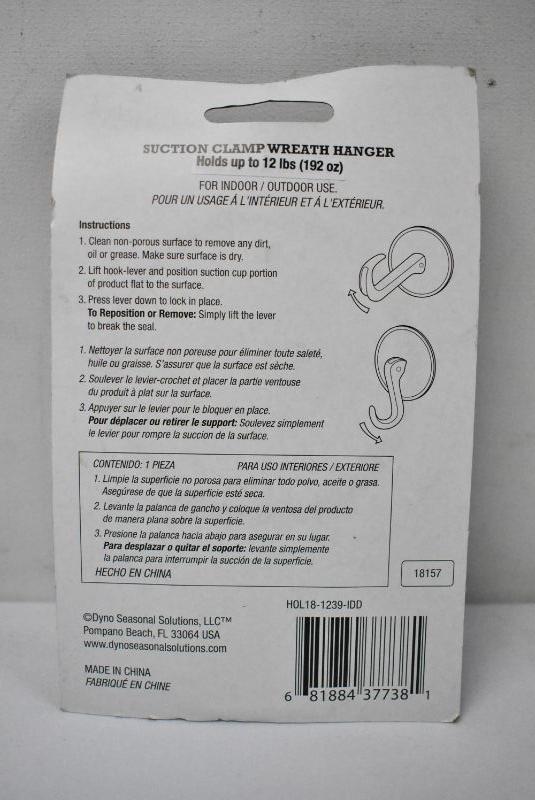 SUCTION CLAMP WREATH HANGER
Holds up to 12 lbs (192 oz)
FOR INDOOR / OUTDOOR USE.
POUR UN USAGE À L'INTÉRIEUR ET À L'EXTÉRIEUR.
Instructions
1. Clean non-porous surface to remove any dirt,
oil or grease. Make sure surface is dry.
2. Lift hook-lever and position suction cup portion
of product flat to the surface.
3. Press lever down to lock in place.
To Reposition or Remove: Simply lift the lever
to break the seal.
1. Nettoyer la surface non poreuse pour éliminer toute saleté,
huile ou graisse. S'assurer que la surface est sèche.
2. Soulever le levier-crochet et placer la partie ventouse
du produit à plat sur la surface.
3. Appuyer sur le levier pour le bloquer en place.
Pour déplacer ou retirer le support: Soulevez simplement
le levier pour rompre la succion de la surface.
CONTENIDO: 1 PIEZA PARA USO INTERIORES / EXTERIORE
1. Limpie la superficie no porosa para eliminar todo polvo, aceite o grasa.
Asegúrese de que la superficie esté seca.
2. Levante la palanca de gancho y coloque la ventosa del producto
de manera plana sobre la superficie.
3. Presione la palanca hacia abajo para asegurar en su lugar.
Para desplazar o quitar el soporte: levante simplemente
la palanca para interrumpir la succión de la superficie.
HECHO EN CHINA
18157
HOL18-1239-IDD
©Dyno Seasonal Solutions, LLC™
Pompano Beach, FL 33064 USA
www.dynoseasonalsolutions.com
MADE IN CHINA
FABRIQUÉ EN CHINE
6 81884 37738 1